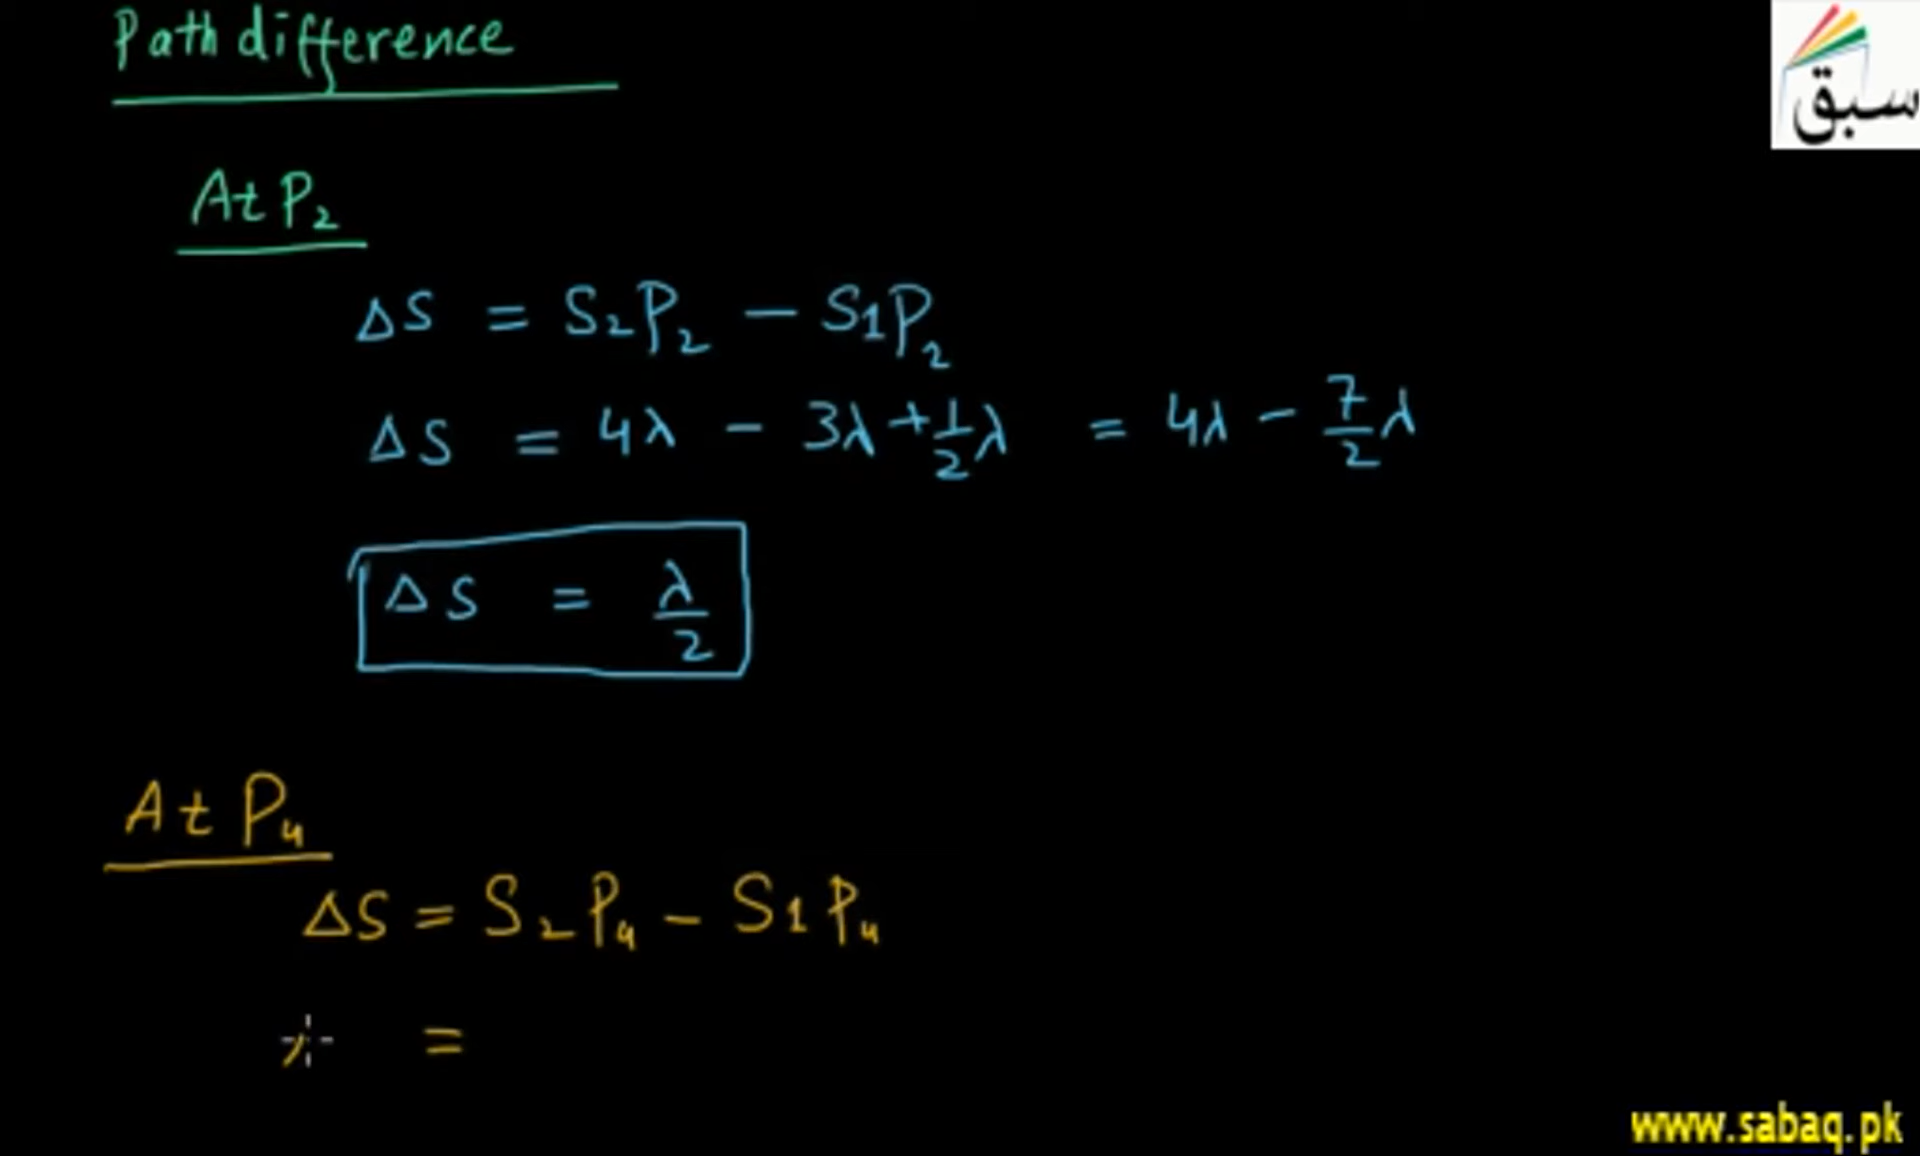 Path difference
سبق
At P₂
ΔS = S₂P₂ - S1P₂
ΔS = 4λ - 3λ+1/2λ = 4λ - 7/2λ
ΔS = λ/2
At P₄
ΔS = S₂P₄ - S1P₄
=
www.sabaq.pk